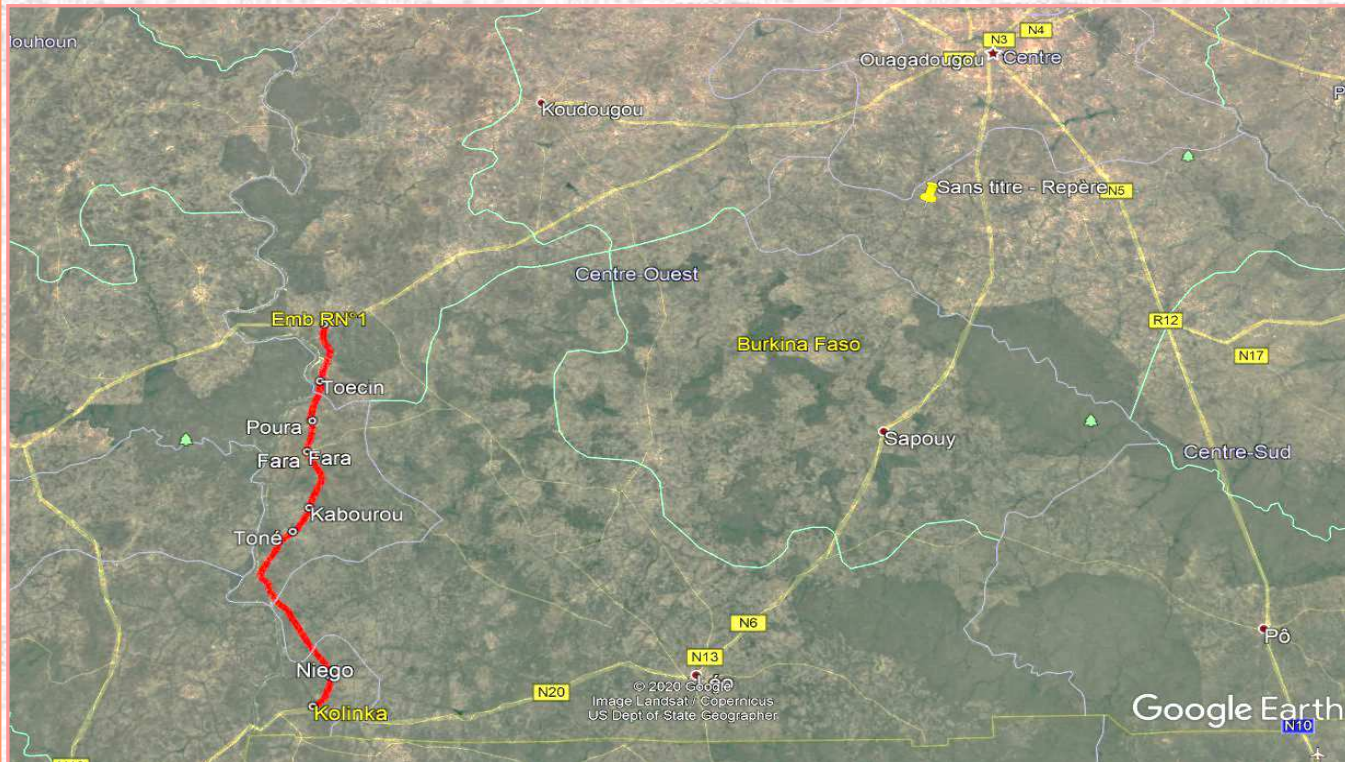 louhoun
N4
N3
Ouagadougou
Centre
Koudougou
Sans titre - Repère
N5
Centre-Ouest
Emb RN°1
R12
Burkina Faso
N17
Toecin
Poura
Sapouy
Centre-Sud
Fara
Fara
Kabourou
Toné
N6
Pô
N13
Niego
N20
© 2020 Google
Image Landsat / Copernicus
US Dept of State Geographer
Kolinka
Google Earth
N10